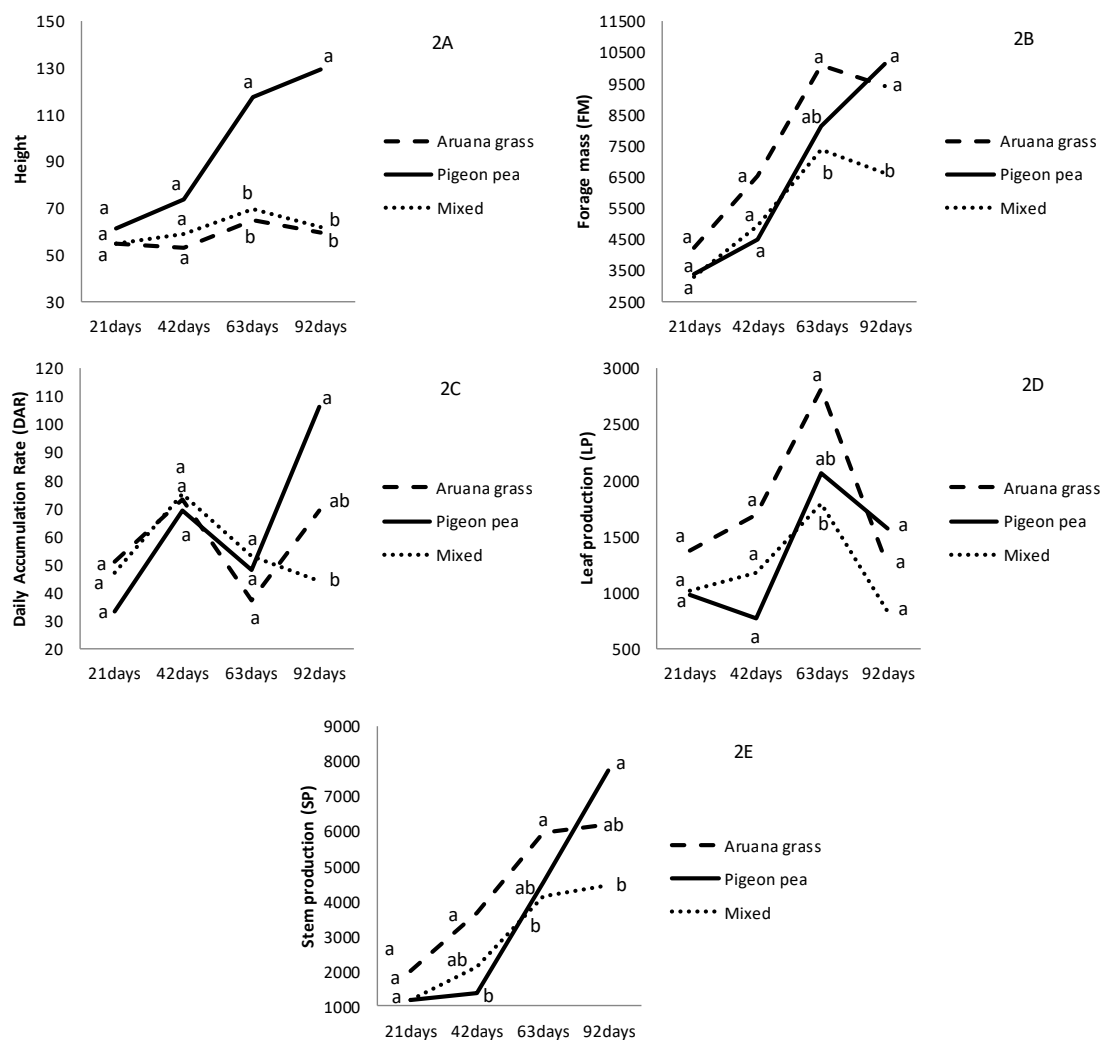 2A
Height
150
130
110
90
70
50
30
a
a
a
a
a
a
a
a
b
b
b
b
21days 42days 63days 92days
Aruana grass
Pigeon pea
Mixed
2B
Forage mass (FM)
11500
10500
9500
8500
7500
6500
5500
4500
3500
2500
a
a
a
a
a
a
a
ab
b
a
a
b
21days 42days 63days 92days
Aruana grass
Pigeon pea
Mixed
2C
Daily Accumulation Rate (DAR)
120
110
100
90
80
70
60
50
40
30
20
a
a
a
a
a
a
a
a
a
a
ab
b
21days 42days 63days 92days
Aruana grass
Pigeon pea
Mixed
2D
Leaf production (LP)
3000
2500
2000
1500
1000
500
a
a
a
a
a
a
a
ab
b
a
a
a
21days 42days 63days 92days
Aruana grass
Pigeon pea
Mixed
2E
Stem production (SP)
9000
8000
7000
6000
5000
4000
3000
2000
1000
a
a
a
a
ab
b
a
ab
b
a
ab
b
21days 42days 63days 92days
Aruana grass
Pigeon pea
Mixed